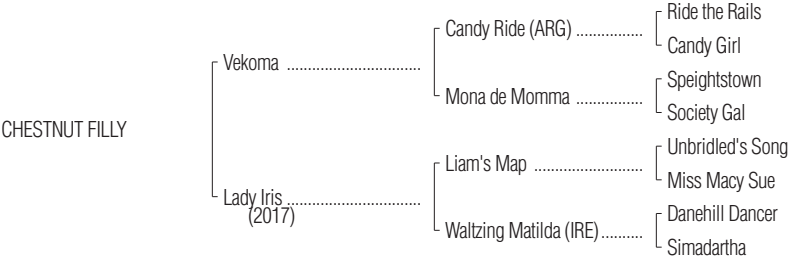 CHESTNUT FILLY
Vekoma ................................
Lady Iris ................................
(2017)
Candy Ride (ARG) ................
Mona de Momma ................
Liam's Map ..........................
Waltzing Matilda (IRE)..........
Ride the Rails
Candy Girl
Speightstown
Society Gal
Unbridled's Song
Miss Macy Sue
Danehill Dancer
Simadartha